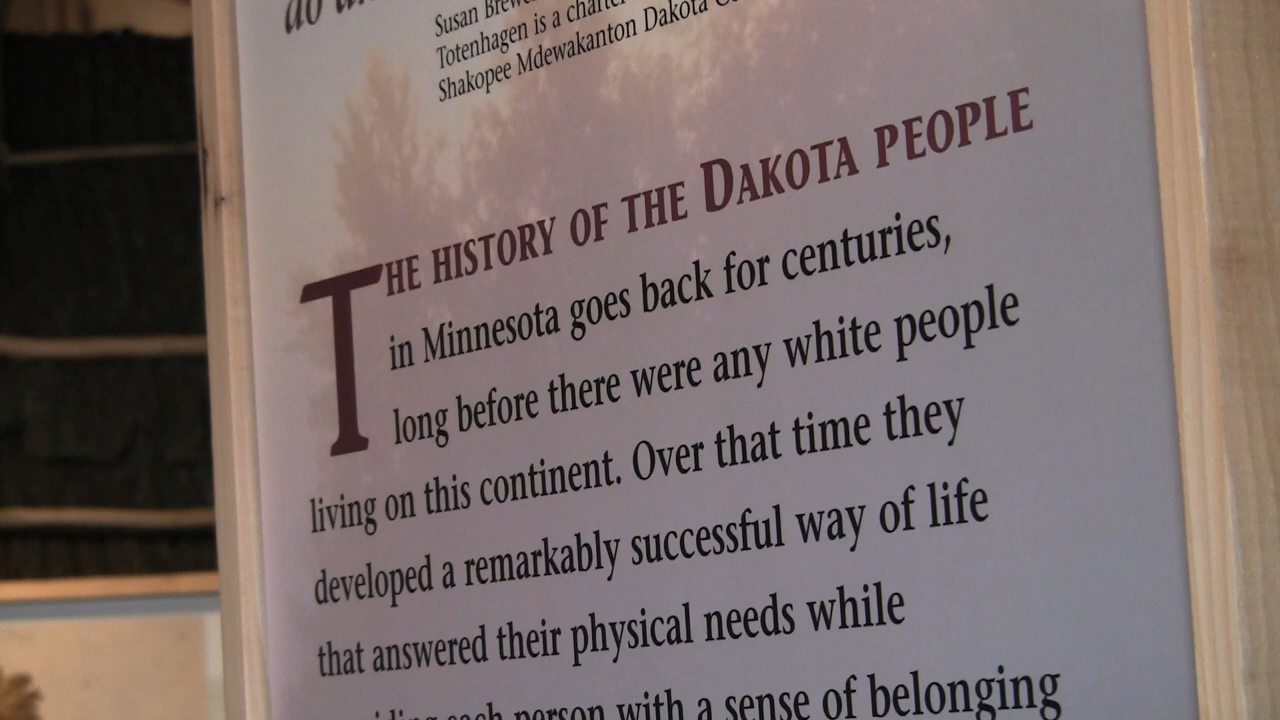 Susan
Totenhagen is a charter
Shakopee Mdewakanton Dakota
THE HISTORY OF THE DAKOTA PEOPLE
in Minnesota goes back for centuries,
long before there were any white people
living on this continent. Over that time they
developed a remarkably successful way of life
that answered their physical needs while
each person with a sense of belonging